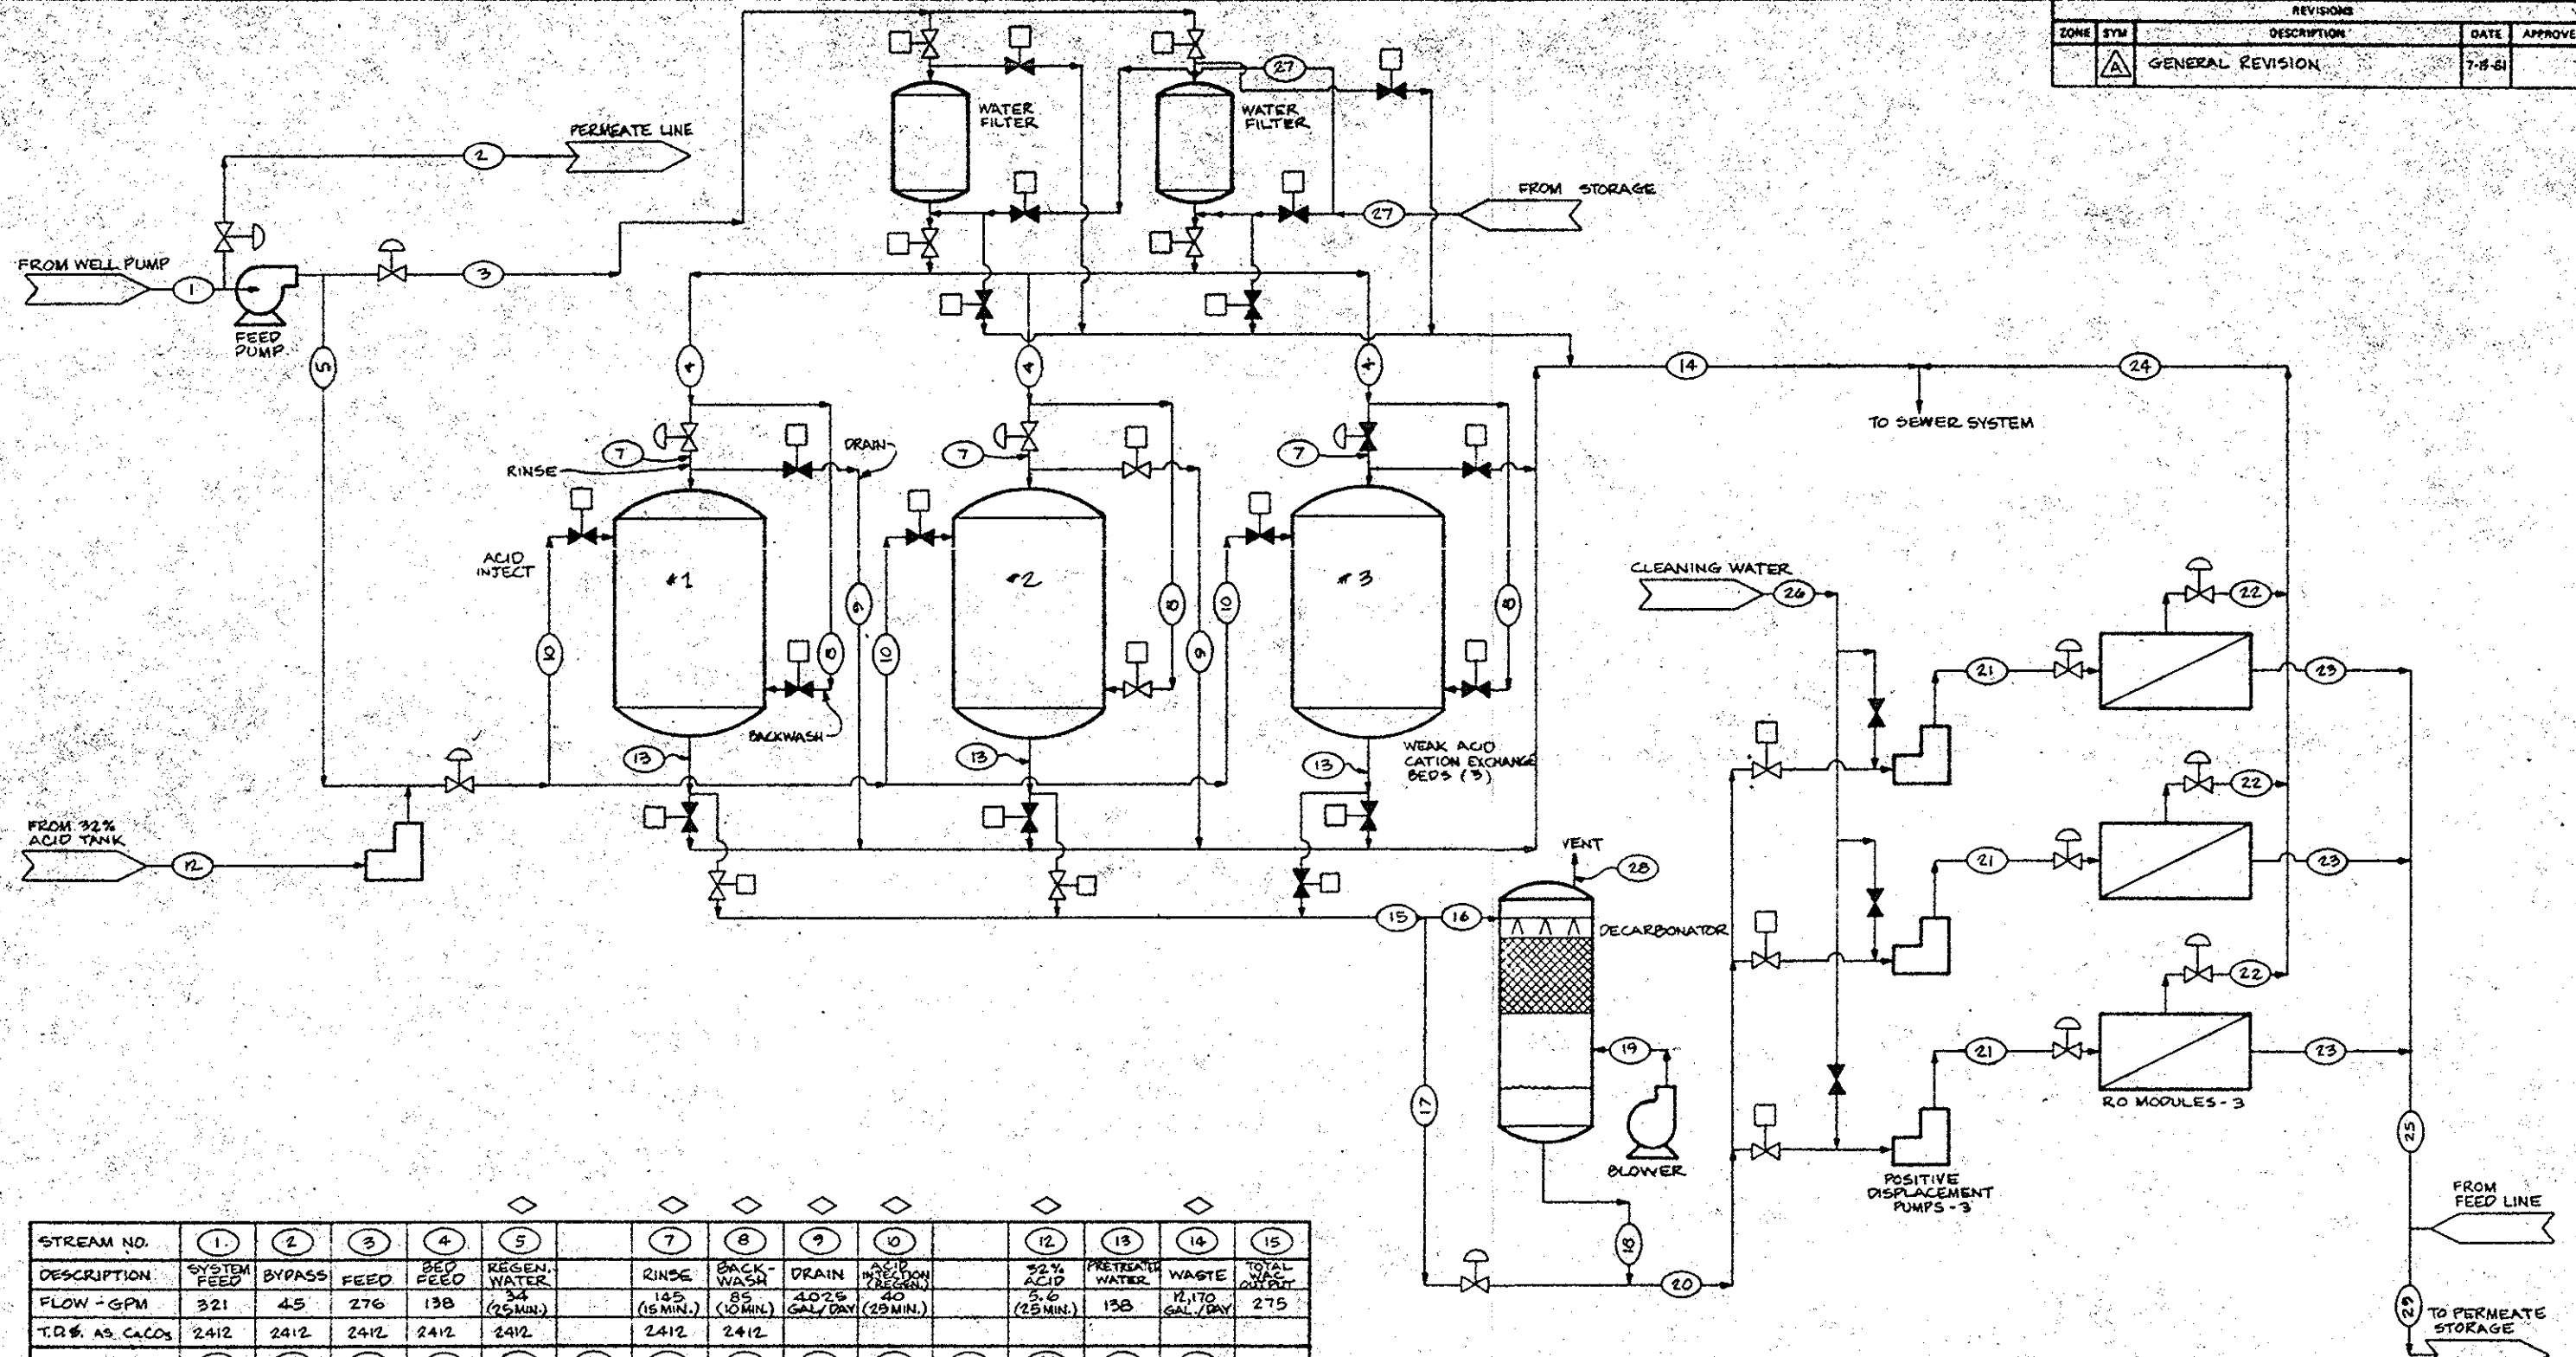 REVISIONS
ZONE SYM DESCRIPTION DATE APPROVE
A GENERAL REVISION
WATER FILTER
27
WATER FILTER
PERMEATE LINE
2
FROM STORAGE
27
FROM WELL PUMP
1
3
FEED PUMP
5
4
4
4
14
24
TO SEWER SYSTEM
DRAIN
RINSE
7
7
7
ACID INJECT
#1
#2
#3
10
8
9
10
8
9
10
8
BACKWASH
13
13
13
WEAK ACID
CATION EXCHANGE
BEDS (3)
CLEANING WATER
26
22
21
23
22
21
23
22
21
23
RO MODULES - 3
FROM 32%
ACID TANK
12
VENT
28
15
16
DECARBONATOR
19
17
BLOWER
18
20
POSITIVE
DISPLACEMENT
PUMPS - 3
25
FROM
FEED LINE
29
TO PERMEATE
STORAGE
STREAM NO. 1 2 3 4 5 7 8 9 10 12 13 14 15
DESCRIPTION SYSTEM FEED BYPASS FEED BED FEED REGEN. WATER RINSE BACK-WASH DRAIN ACID INJECTION (REGEN.) 32% ACID PRETREATED WATER WASTE TOTAL WAC OUTPUT
FLOW - GPM 321 45 276 138 34 (25 MIN.) 145 (15 MIN.) 85 (10 MIN.) 4025 GAL/DAY 40 (25 MIN.) 5.6 (25 MIN.) 138 12,170 GAL./DAY 275
T.D.S. AS CaCO3 2412 2412 2412 2412 2412 2412 2412